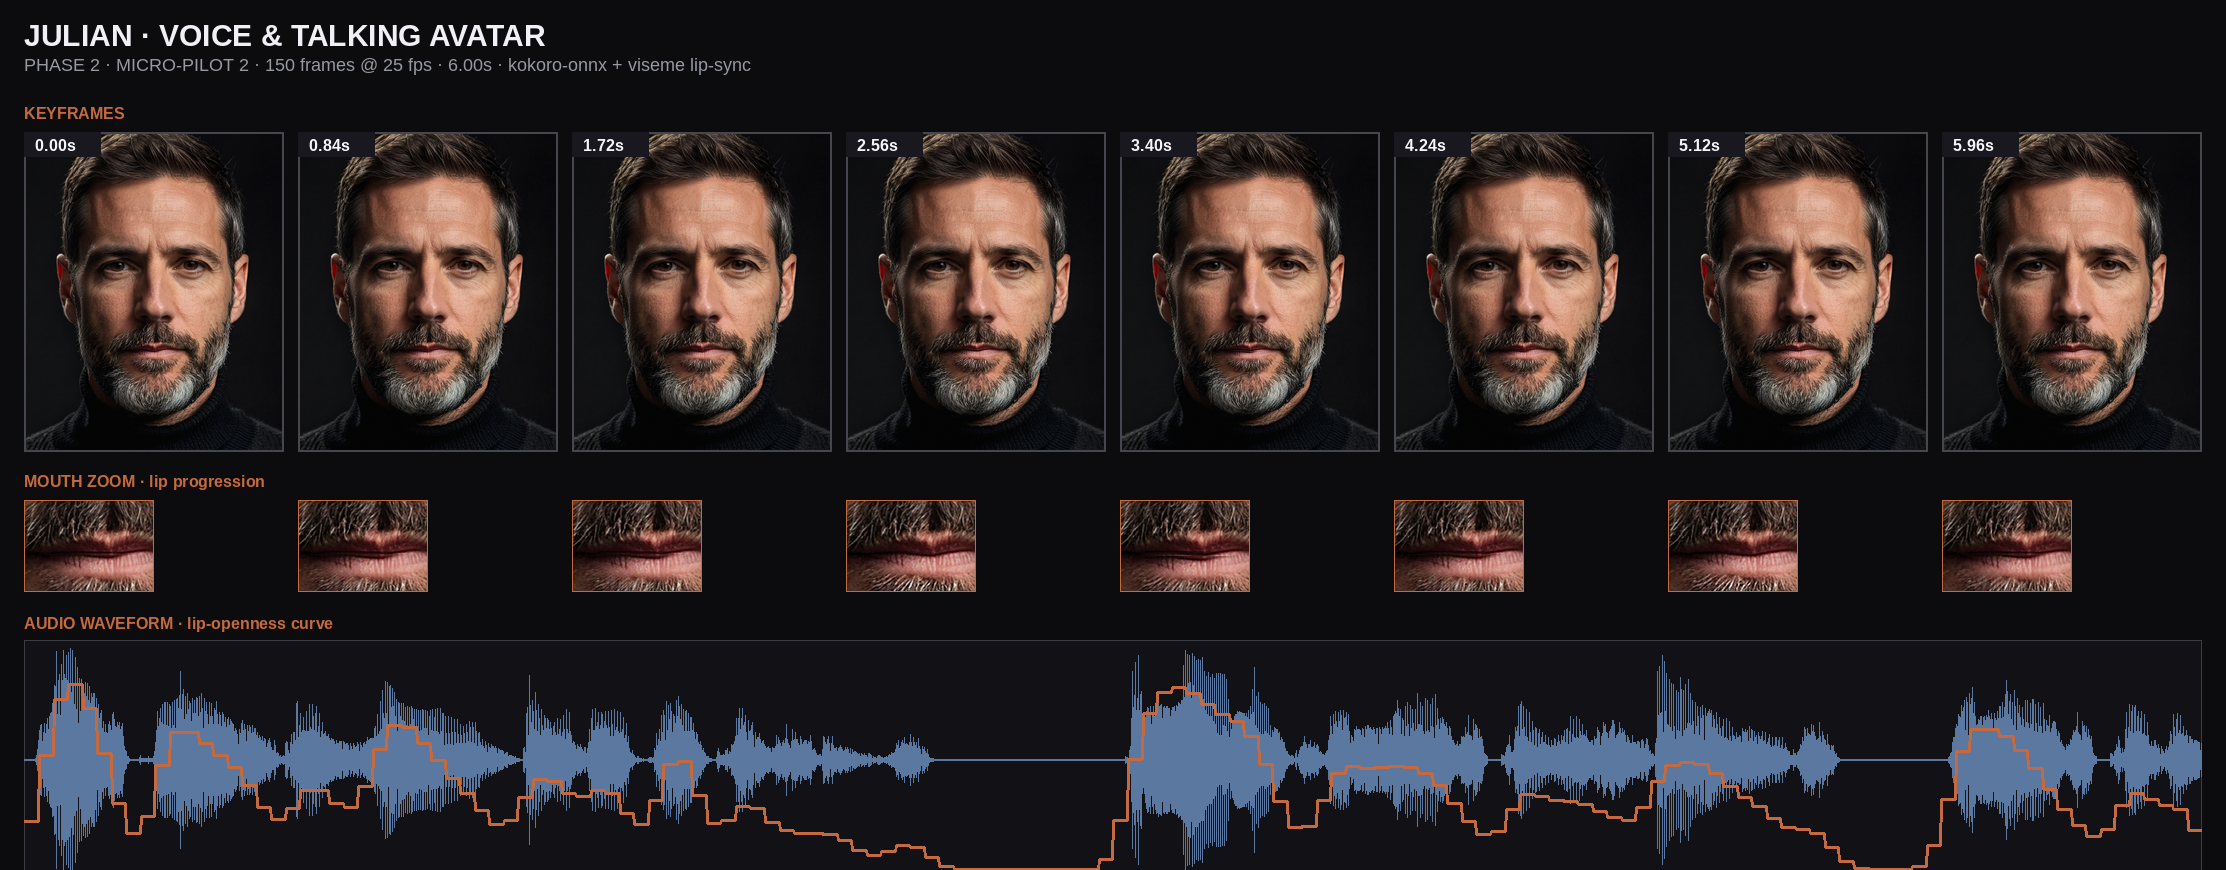 JULIAN · VOICE & TALKING AVATAR
PHASE 2 · MICRO-PILOT 2 · 150 frames @ 25 fps · 6.00s · kokoro-onnx + viseme lip-sync
KEYFRAMES
0.00s 0.84s 1.72s 2.56s 3.40s 4.24s 5.12s 5.96s
MOUTH ZOOM · lip progression
AUDIO WAVEFORM · lip-openness curve